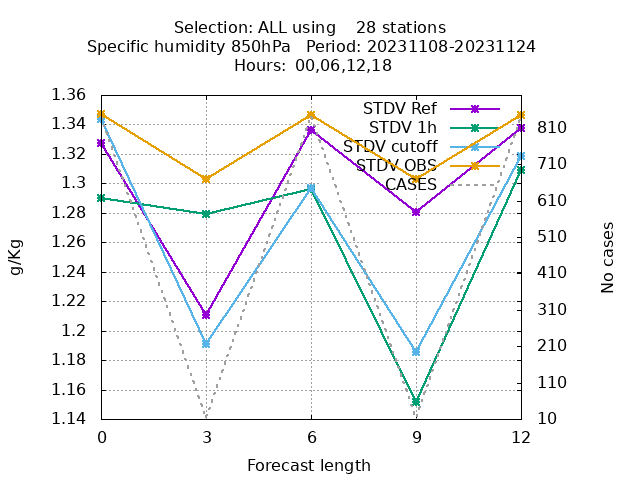 Selection: ALL using    28 stations
Specific humidity 850hPa   Period: 20231108-20231124
Hours: 00,06,12,18
STDV Ref
STDV 1h
STDV cutoff
STDV OBS
CASES
1.36
1.34
1.32
1.3
1.28
1.26
1.24
1.22
1.2
1.18
1.16
1.14
g/Kg
810
710
610
510
410
310
210
110
10
No cases
0 3 6 9 12
Forecast length